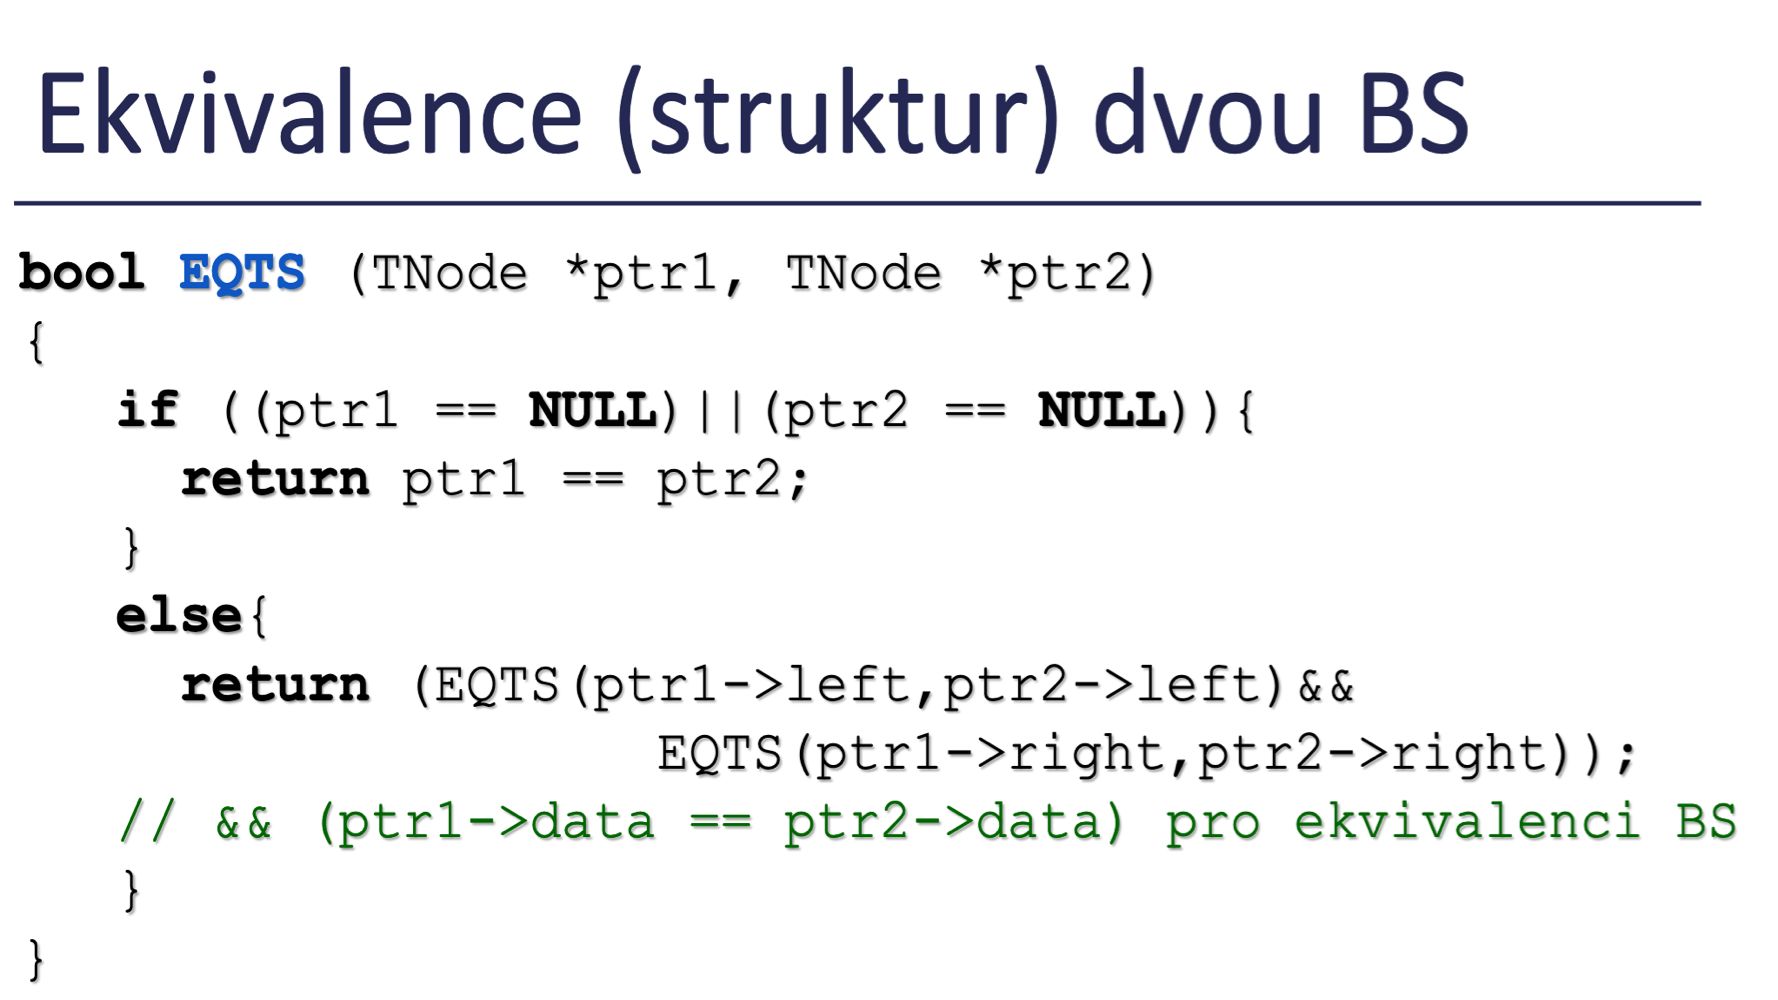 Ekvivalence (struktur) dvou BS
bool EQTS (TNode *ptr1, TNode *ptr2)
{
if ((ptr1 == NULL)||(ptr2 == NULL)){
return ptr1 == ptr2;
}
else{
return (EQTS(ptr1->left,ptr2->left)&&
EQTS(ptr1->right,ptr2->right));
// && (ptr1->data == ptr2->data) pro ekvivalenci BS
}
}